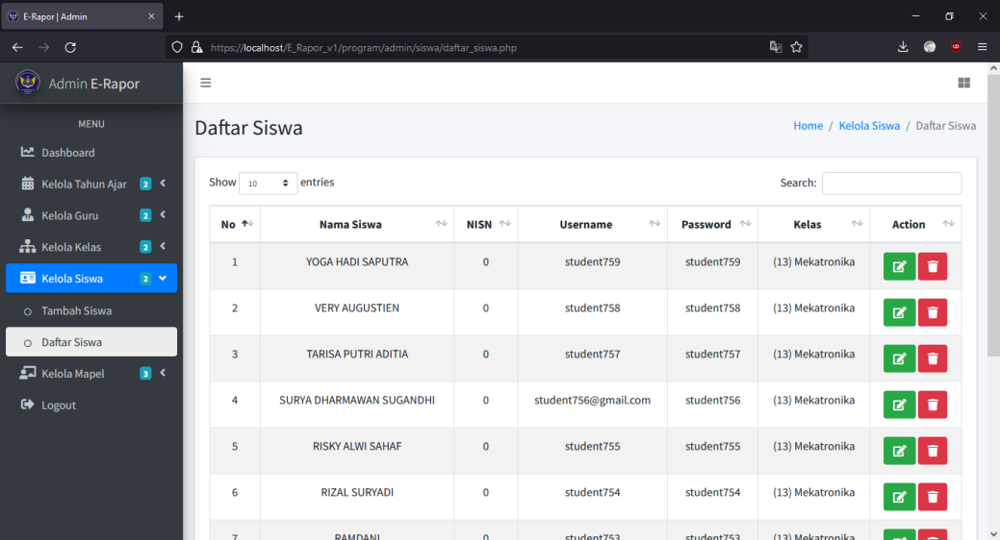 E-Rapor | Admin
https://localhost/E_Rapor_v1/program/admin/siswa/daftar_siswa.php
Admin E-Rapor
MENU
Dashboard
Kelola Tahun Ajar 2
Kelola Guru 2
Kelola Kelas 2
Kelola Siswa 2
Tambah Siswa
Daftar Siswa
Kelola Mapel 3
Logout
Daftar Siswa
Home / Kelola Siswa / Daftar Siswa
Show 10 entries
Search:
No Nama Siswa NISN Username Password Kelas Action
1 YOGA HADI SAPUTRA 0 student759 student759 (13) Mekatronika
2 VERY AUGUSTIEN 0 student758 student758 (13) Mekatronika
3 TARISA PUTRI ADITIA 0 student757 student757 (13) Mekatronika
4 SURYA DHARMAWAN SUGANDHI 0 student756@gmail.com student756 (13) Mekatronika
5 RISKY ALWI SAHAF 0 student755 student755 (13) Mekatronika
6 RIZAL SURYADI 0 student754 student754 (13) Mekatronika
7 RAMDANI 0 student753 student753 (13) Mekatronika